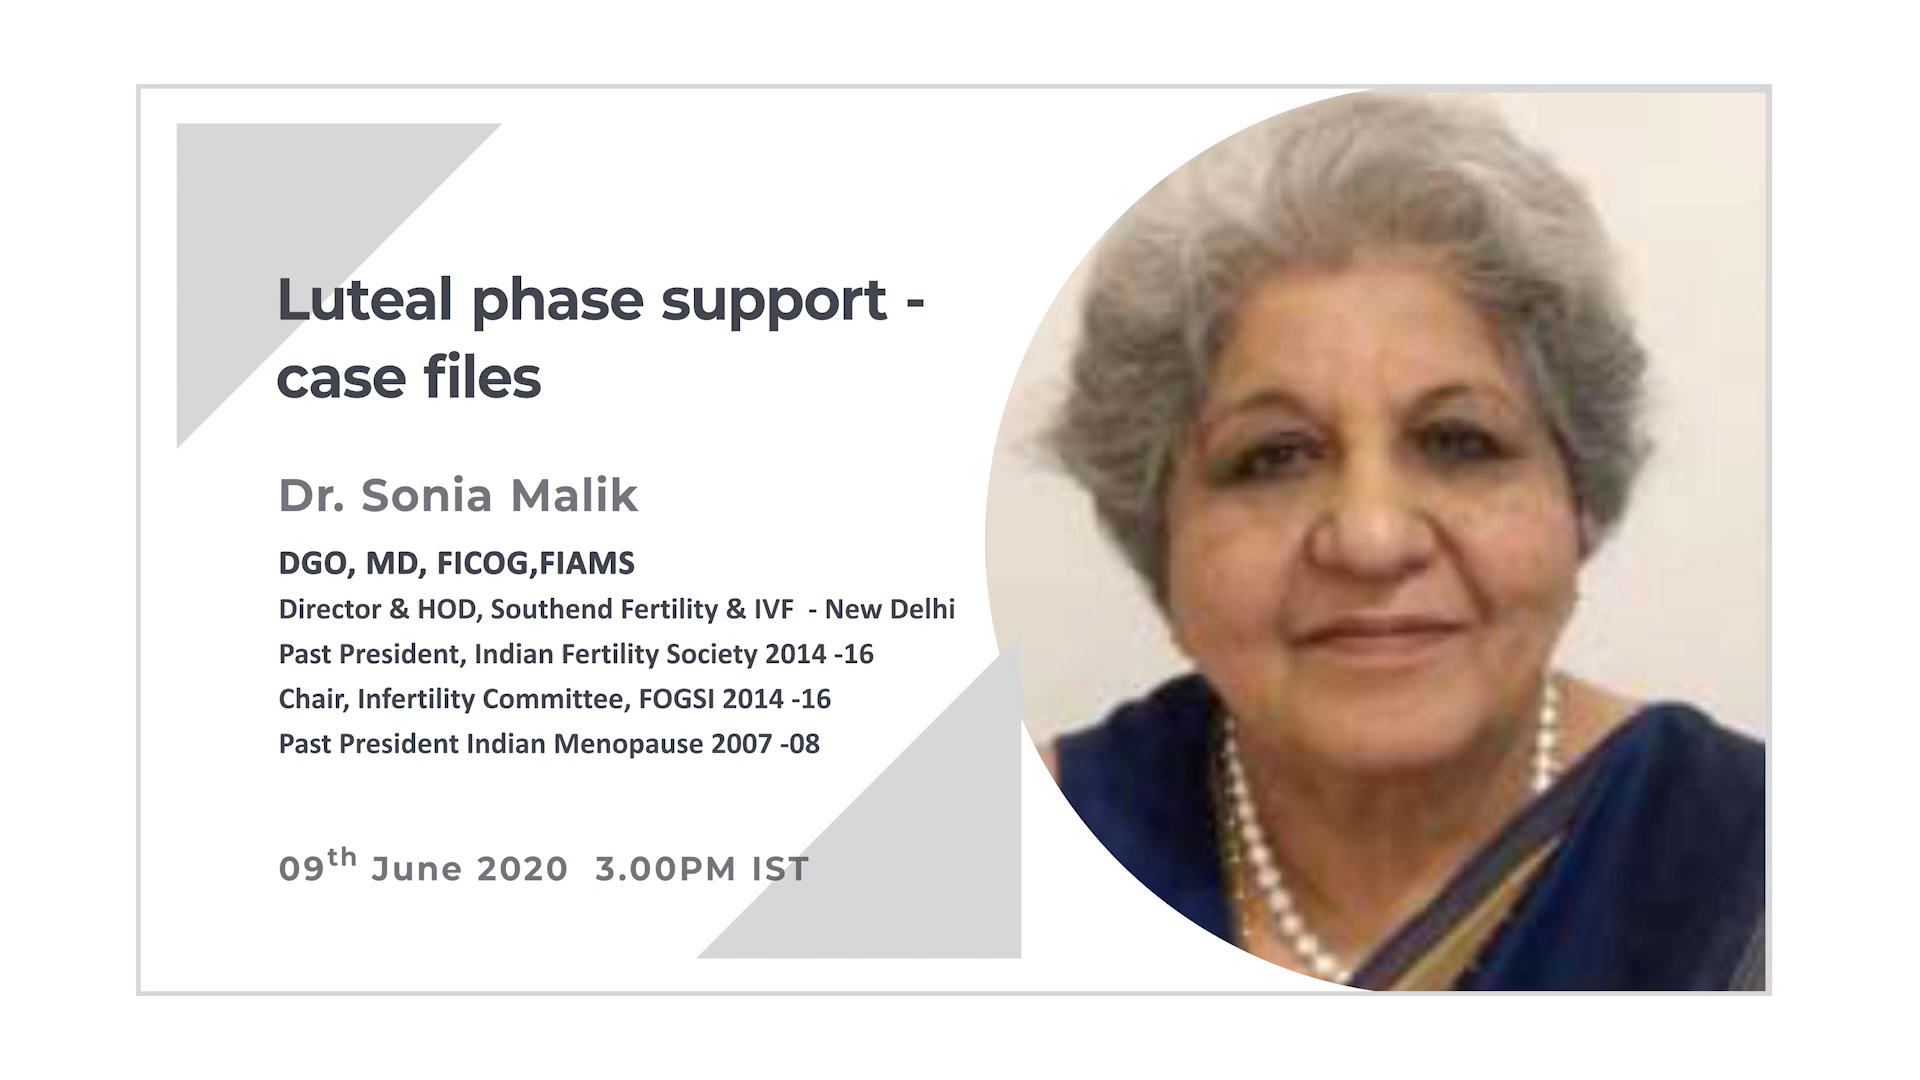 Luteal phase support -
case files
Dr. Sonia Malik
DGO, MD, FICOG,FIAMS
Director & HOD, Southend Fertility & IVF  - New Delhi
Past President, Indian Fertility Society 2014 -16
Chair, Infertility Committee, FOGSI 2014 -16
Past President Indian Menopause 2007 -08
09th June 2020  3.00PM IST